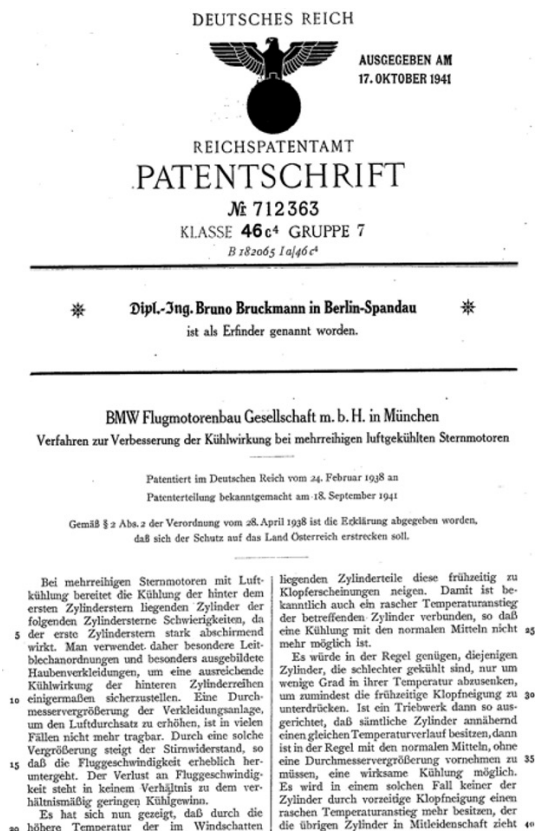 DEUTSCHES REICH
AUSGEGEBEN AM
17. OKTOBER 1941
REICHSPATENTAMT
PATENTSCHRIFT
№ 712363
KLASSE 46c⁴ GRUPPE 7
B 182065 Ia/46c⁴
Dipl.-Ing. Bruno Bruckmann in Berlin-Spandau
ist als Erfinder genannt worden.
BMW Flugmotorenbau Gesellschaft m. b. H. in München
Verfahren zur Verbesserung der Kühlwirkung bei mehrreihigen luftgekühlten Sternmotoren
Patentiert im Deutschen Reich vom 24. Februar 1938 an
Patenterteilung bekanntgemacht am 18. September 1941
Gemäß § 2 Abs. 2 der Verordnung vom 28. April 1938 ist die Erklärung abgegeben worden,
daß sich der Schutz auf das Land Österreich erstrecken soll.
Bei mehrreihigen Sternmotoren mit Luft-
kühlung bereitet die Kühlung der hinter dem
ersten Zylinderstern liegenden Zylinder der
folgenden Zylindersterne Schwierigkeiten, da
5 der erste Zylinderstern stark abschirmend
wirkt. Man verwendet daher besondere Leit-
blechanordnungen und besonders ausgebildete
Haubenverkleidungen, um eine ausreichende
Kühlwirkung der hinteren Zylinderreihen
10 einigermaßen sicherzustellen. Eine Durch-
messervergrößerung der Verkleidungsanlage,
um den Luftdurchsatz zu erhöhen, ist in vielen
Fällen nicht mehr tragbar. Durch eine solche
Vergrößerung steigt der Stirnwiderstand, so
15 daß die Fluggeschwindigkeit erheblich her-
untergeht. Der Verlust an Fluggeschwindig-
keit steht in keinem Verhältnis zu dem ver-
hältnismäßig geringen Kühlgewinn.
Es hat sich nun gezeigt, daß durch die
20 höhere Temperatur der im Windschatten
liegenden Zylinderteile diese frühzeitig zu
Klopferscheinungen neigen. Damit ist be-
kanntlich auch ein rascher Temperaturanstieg
der betreffenden Zylinder verbunden, so daß
eine Kühlung mit den normalen Mitteln nicht 25
mehr möglich ist.
Es würde in der Regel genügen, diejenigen
Zylinder, die schlechter gekühlt sind, nur um
wenige Grad in ihrer Temperatur abzusenken,
um zumindest die frühzeitige Klopfneigung zu 30
unterdrücken. Ist ein Triebwerk dann so aus-
gerichtet, daß sämtliche Zylinder annähernd
einen gleichen Temperaturverlauf besitzen, dann
ist in der Regel mit den normalen Mitteln, ohne
eine Durchmesservergrößerung vornehmen zu 35
müssen, eine wirksame Kühlung möglich.
Es wird in einem solchen Fall keiner der
Zylinder durch vorzeitige Klopfneigung einen
raschen Temperaturanstieg mehr besitzen, der
die übrigen Zylinder in Mitleidenschaft zieht 40